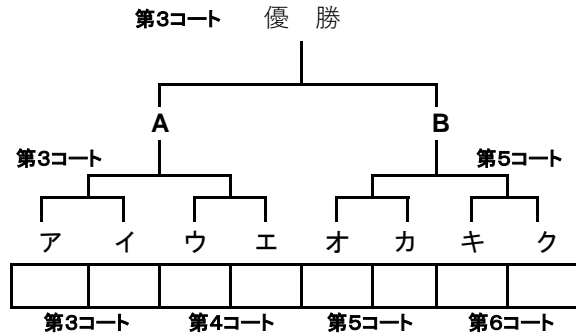 第3コート 優 勝
A B
第3コート 第5コート
ア イ ウ エ オ カ キ ク
第3コート 第4コート 第5コート 第6コート